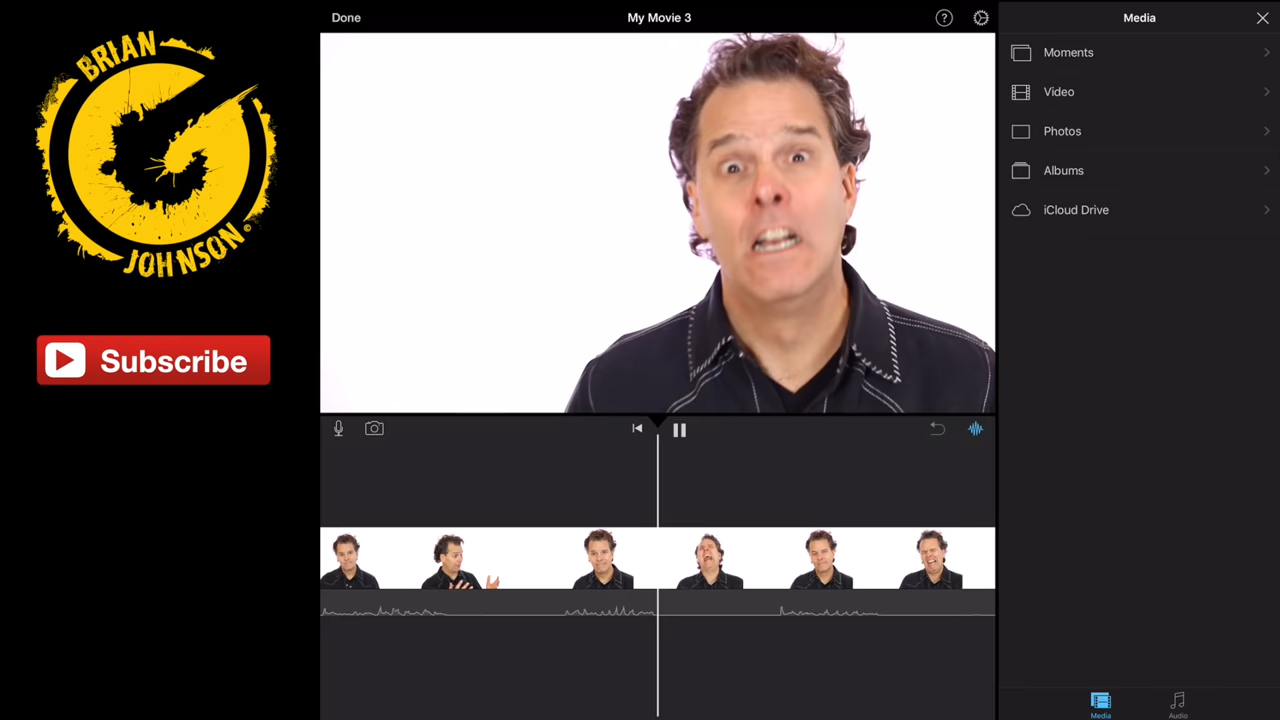 BRIAN
JOHNSON
©
Subscribe
Done
My Movie 3
?
Media
Moments
Video
Photos
Albums
iCloud Drive
Media
Audio